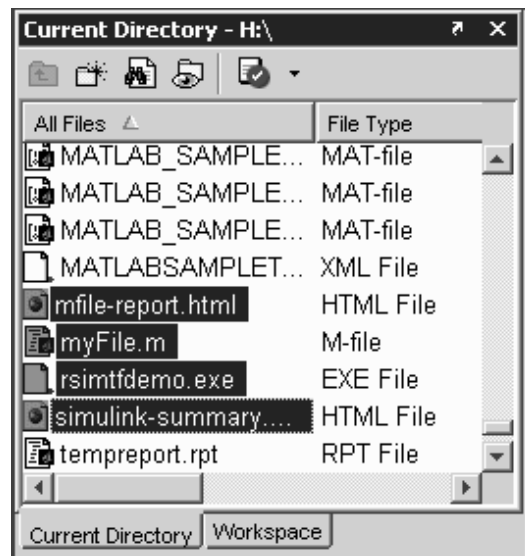 Current Directory - H:\
All Files File Type
MATLAB_SAMPLE... MAT-file
MATLAB_SAMPLE... MAT-file
MATLAB_SAMPLE... MAT-file
MATLABSAMPLET... XML File
mfile-report.html HTML File
myFile.m M-file
rsimtfdemo.exe EXE File
simulink-summary.... HTML File
tempreport.rpt RPT File
Current Directory Workspace